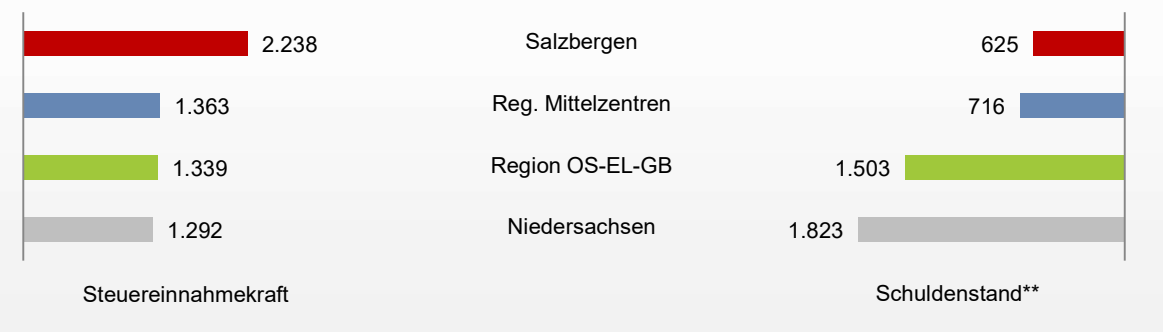 2.238 Salzbergen 625
1.363 Reg. Mittelzentren 716
1.339 Region OS-EL-GB 1.503
1.292 Niedersachsen 1.823
Steuereinnahmekraft Schuldenstand**